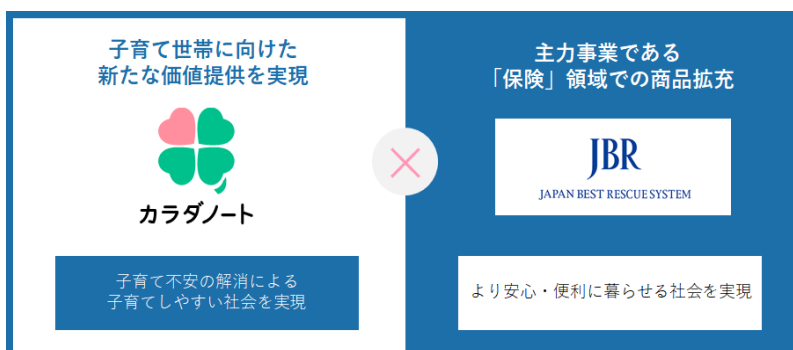 子育て世帯に向けた
新たな価値提供を実現
カラダノート
子育て不安の解消による
子育てしやすい社会を実現
主力事業である
「保険」領域での商品拡充
JBR
JAPAN BEST RESCUE SYSTEM
より安心・便利に暮らせる社会を実現